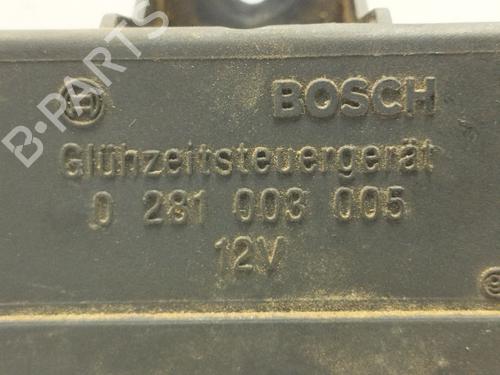 BOSCH
Glühzeitsteuergerät
0 281 003 005
12V
B-PARTS